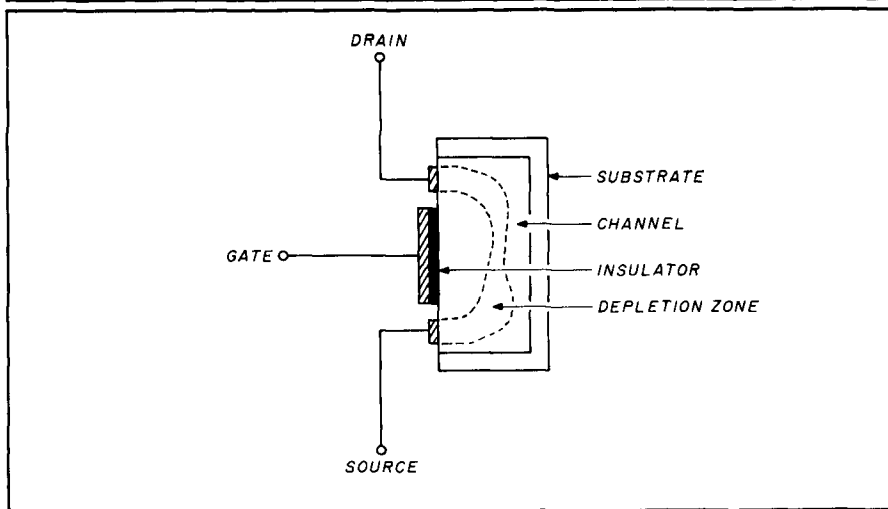 DRAIN
SUBSTRATE
CHANNEL
GATE
INSULATOR
DEPLETION ZONE
SOURCE